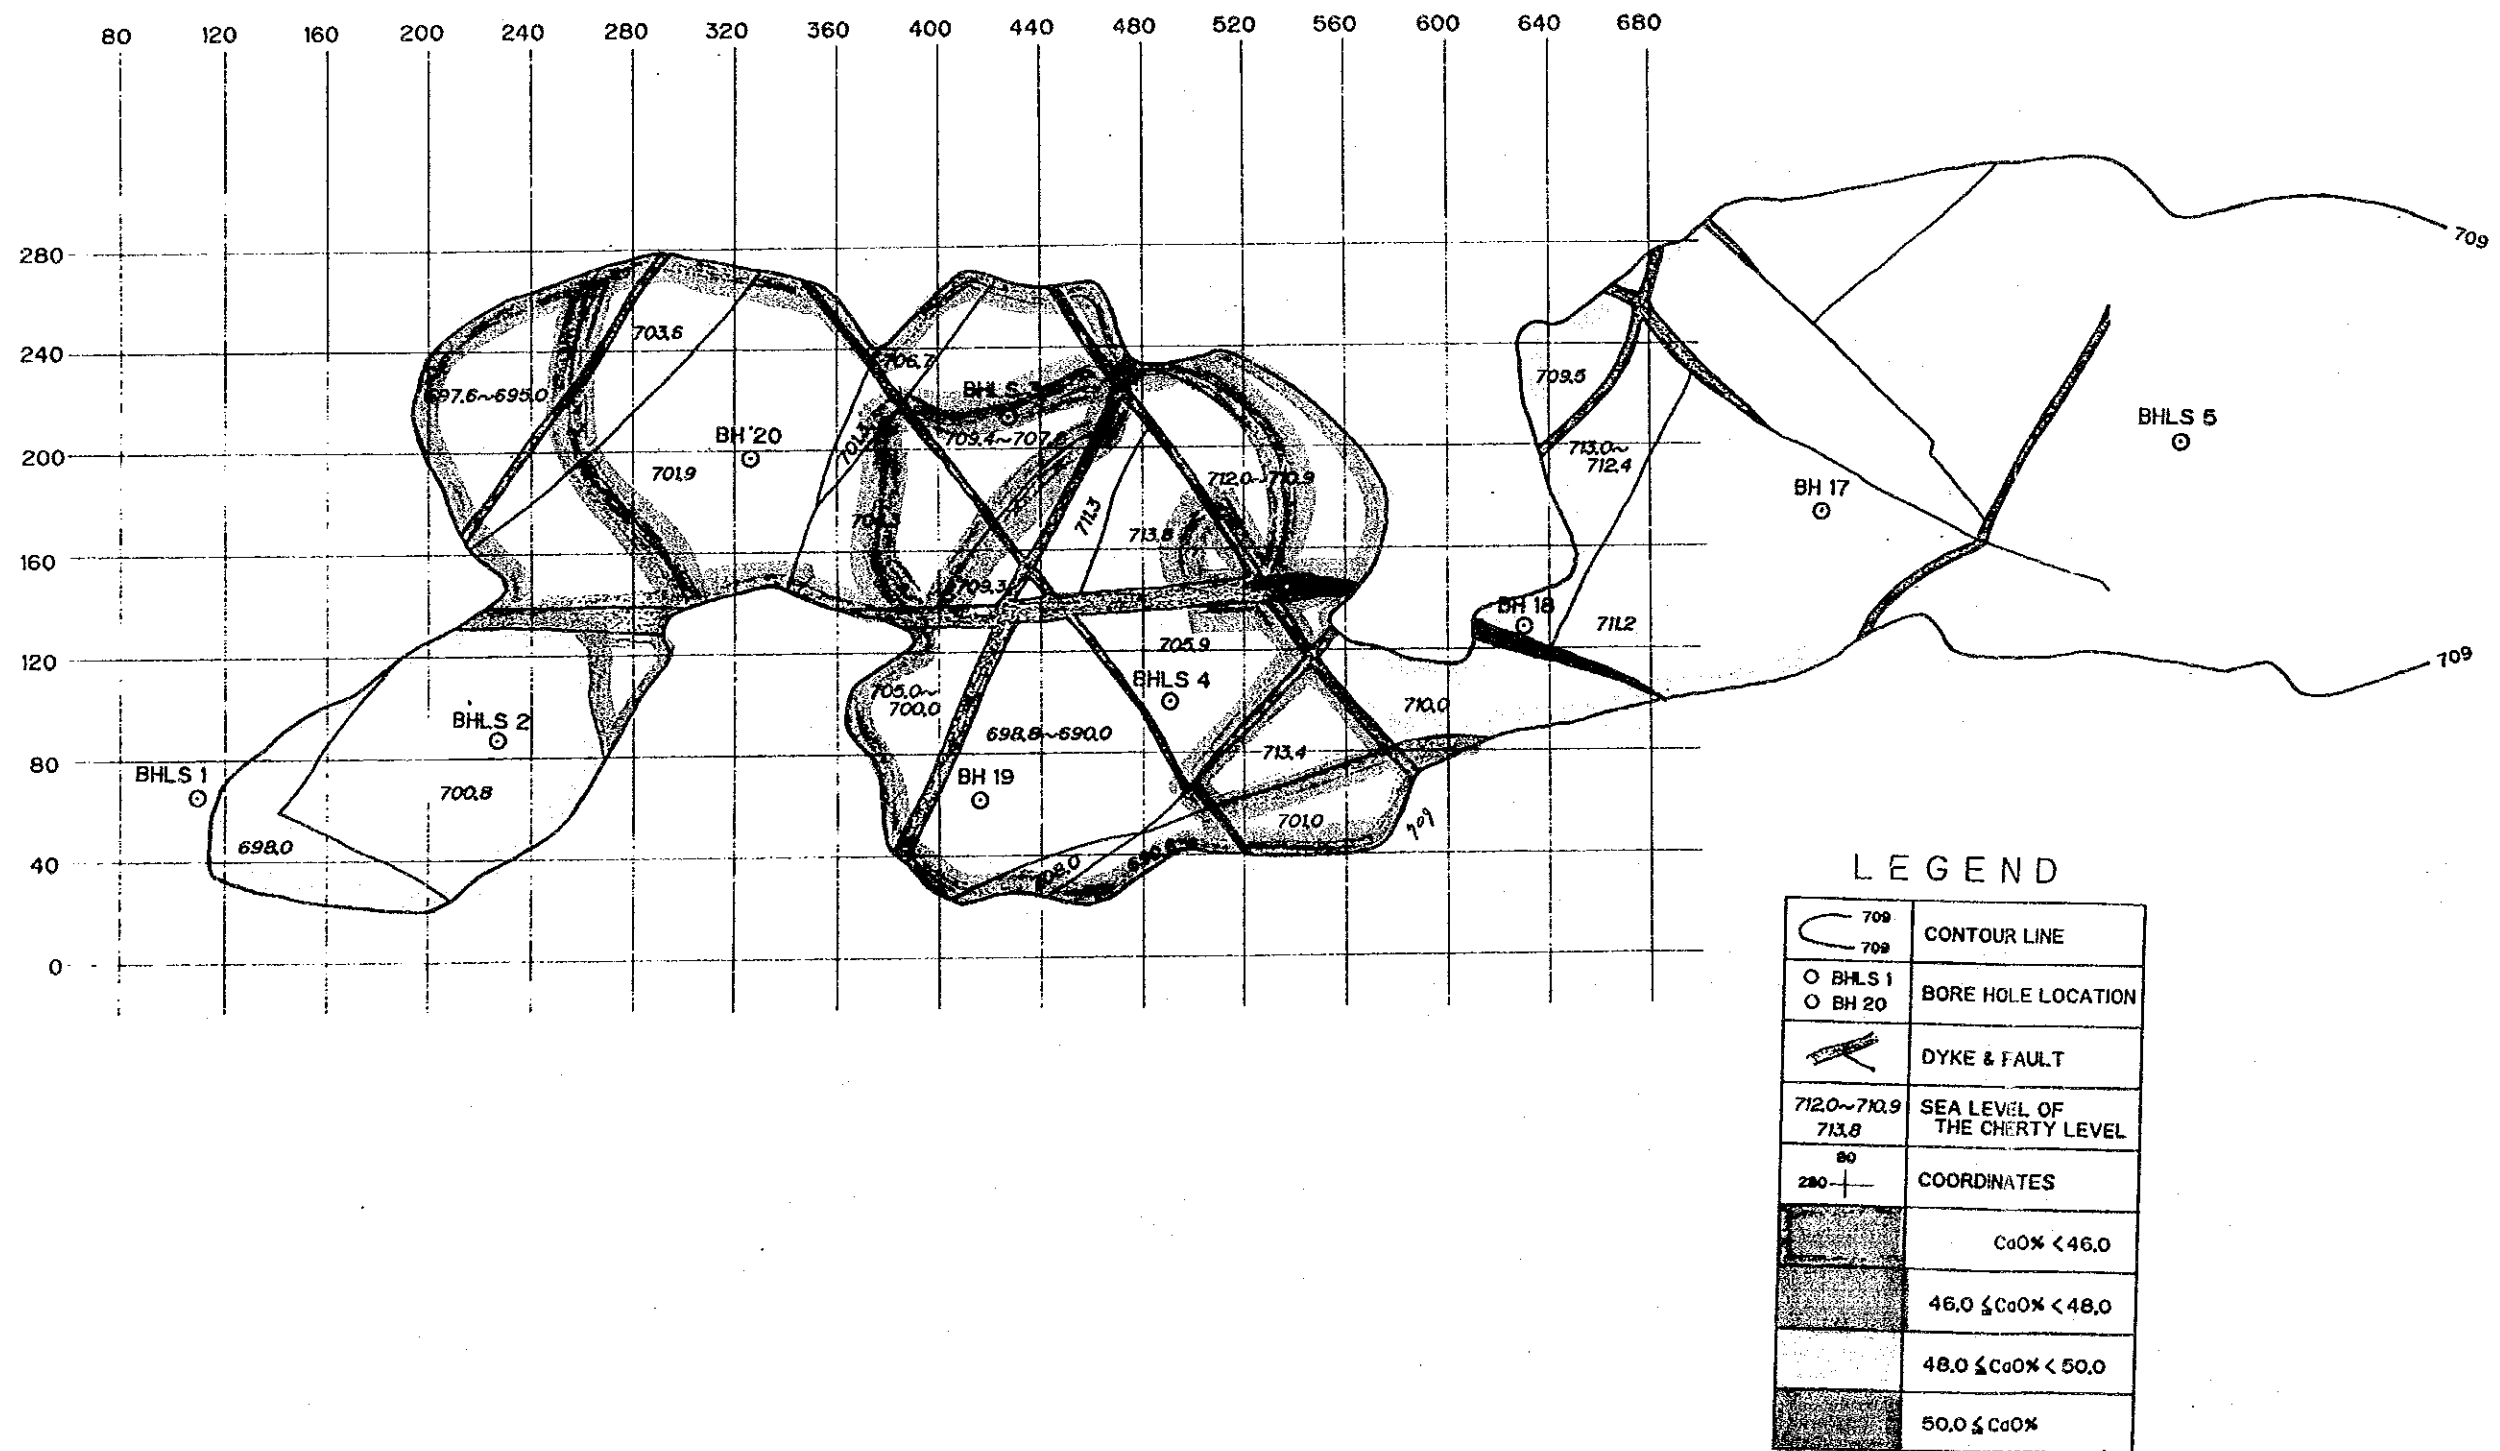 80 120 160 200 240 280 320 360 400 440 480 520 560 600 640 680
280
240
200
160
120
80
40
0
709
709
703.6
697.6~695.0
706.7
BHLS 3
709.5
BH 20
701.9
709.4~707.
713.0~
712.4
BHLS 5
712.0~710.9
BH 17
711.3
713.8
709.3
BH 18
711.2
705.9
BHLS 4
705.0~
700.0
710.0
BHLS 2
698.8~690.0
713.4
BHLS 1
BH 19
700.8
701.0
709
698.0
LEGEND
709
709
CONTOUR LINE
BHLS 1
BH 20
BORE HOLE LOCATION
DYKE & FAULT
712.0~710.9
713.8
SEA LEVEL OF
THE CHERTY LEVEL
80
280
COORDINATES
CaO% < 46.0
46.0 ≦ CaO% < 48.0
48.0 ≦ CaO% < 50.0
50.0 ≦ CaO%